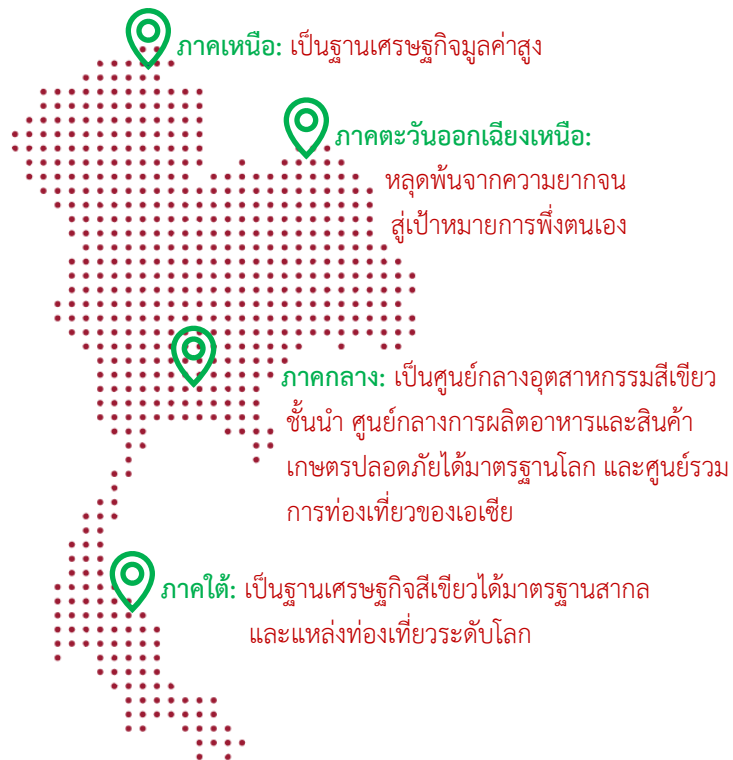 ภาคเหนือ: เป็นฐานเศรษฐกิจมูลค่าสูง
ภาคตะวันออกเฉียงเหนือ:
หลุดพ้นจากความยากจน
สู่เป้าหมายการพึ่งตนเอง
ภาคกลาง: เป็นศูนย์กลางอุตสาหกรรมสีเขียว
ชั้นนำ ศูนย์กลางการผลิตอาหารและสินค้า
เกษตรปลอดภัยได้มาตรฐานโลก และศูนย์รวม
การท่องเที่ยวของเอเชีย
ภาคใต้: เป็นฐานเศรษฐกิจสีเขียวได้มาตรฐานสากล
และแหล่งท่องเที่ยวระดับโลก